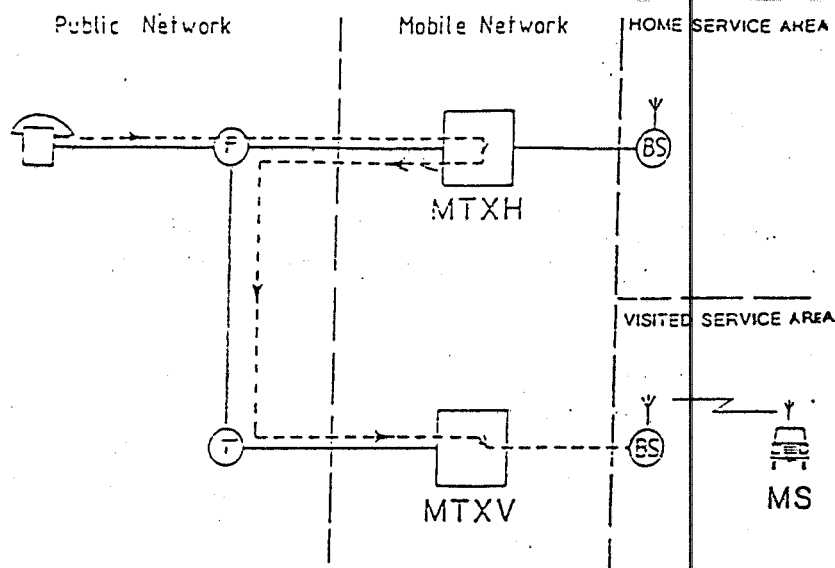 Public Network
Mobile Network
HOME SERVICE AREA
BS
MTXH
VISITED SERVICE AREA
BS
MTXV
MS